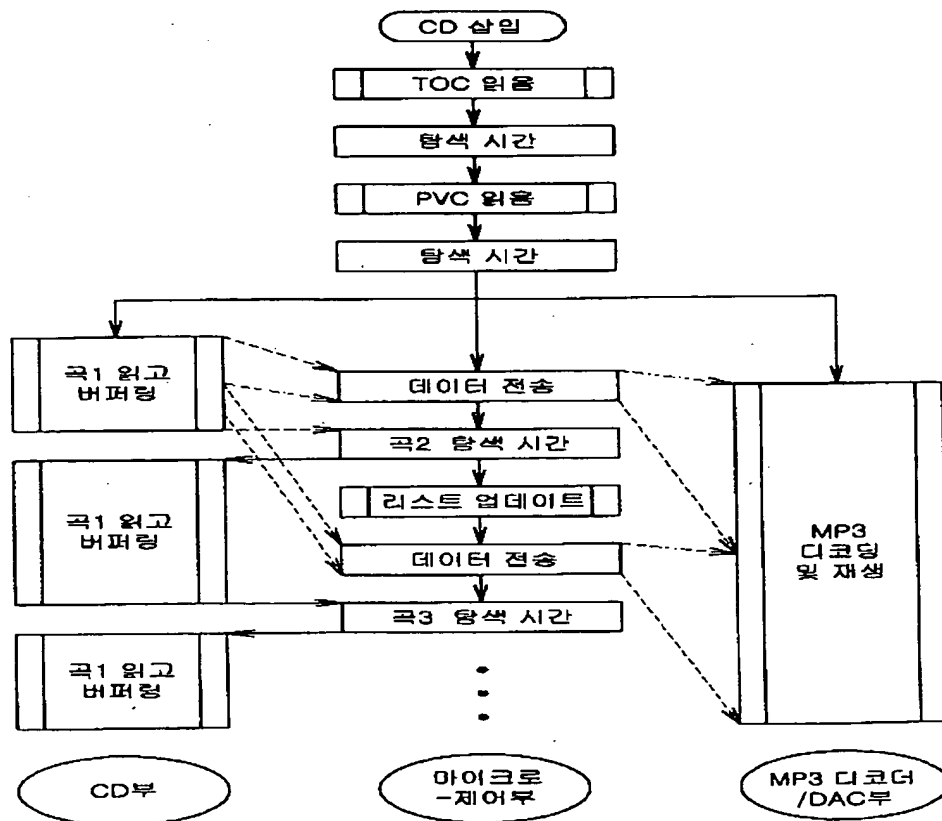 CD 삽입
TOC 읽음
탐색 시간
PVC 읽음
탐색 시간
곡1 읽고
버퍼링
데이터 전송
곡2 탐색 시간
곡1 읽고
버퍼링
리스트 업데이트
데이터 전송
MP3
디코딩
및 재생
곡3 탐색 시간
곡1 읽고
버퍼링
CD부
마이크로
-제어부
MP3 디코더
/DAC부